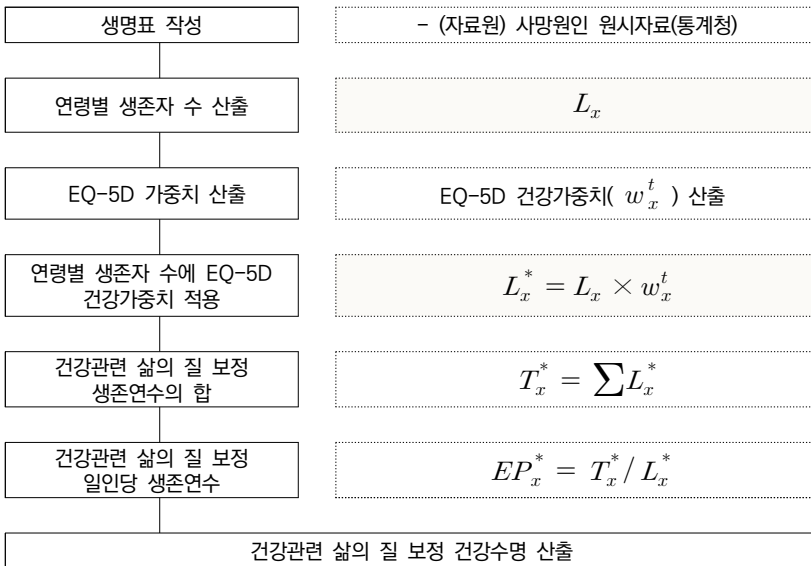 생명표 작성
- (자료원) 사망원인 원시자료(통계청)
연령별 생존자 수 산출
L_x
EQ-5D 가중치 산출
EQ-5D 건강가중치( w_x^t ) 산출
연령별 생존자 수에 EQ-5D
건강가중치 적용
L_x^* = L_x × w_x^t
건강관련 삶의 질 보정
생존연수의 합
T_x^* = ∑L_x^*
건강관련 삶의 질 보정
일인당 생존연수
EP_x^* = T_x^* / L_x^*
건강관련 삶의 질 보정 건강수명 산출